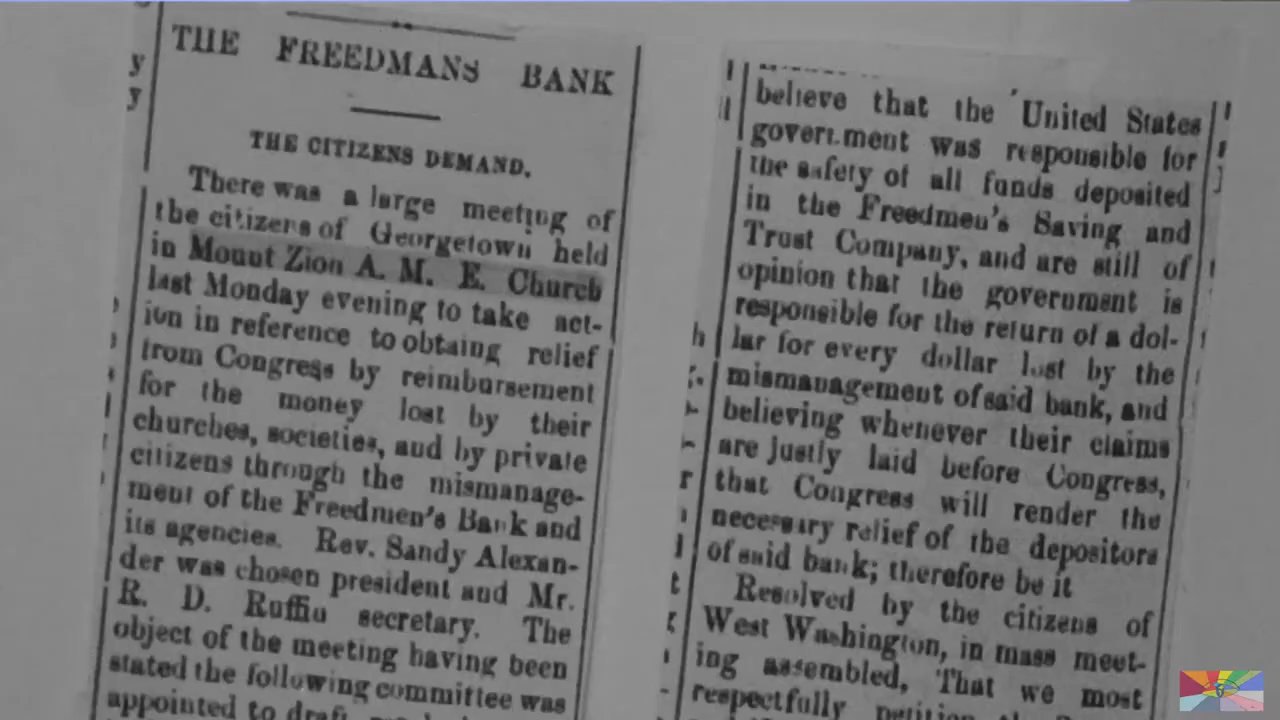 THE FREEDMANS BANK
THE CITIZENS DEMAND.
There was a large meeting of
the citizens of Georgetown held
in Mount Zion A. M. E. Church
last Monday evening to take act-
ion in reference to obtaing relief
from Congress by reimbursement
for the money lost by their
churches, societies, and by private
citizens through the mismanage-
ment of the Freedmen's Bank and
its agencies. Rev. Sandy Alexan-
der was chosen president and Mr.
R. D. Ruffin secretary. The
object of the meeting having been
stated the following committee was
appointed to draft
believe that the United States
government was responsible for
the safety of all funds deposited
in the Freedmen's Saving and
Trust Company, and are still of
opinion that the government is
responsible for the return of a dol-
lar for every dollar lost by the
mismanagement of said bank, and
believing whenever their claims
are justly laid before Congress,
that Congress will render the
necessary relief of the depositors
of said bank; therefore be it
Resolved by the citizens of
West Washington, in mass meet-
ing assembled, That we most
respectfully petition the